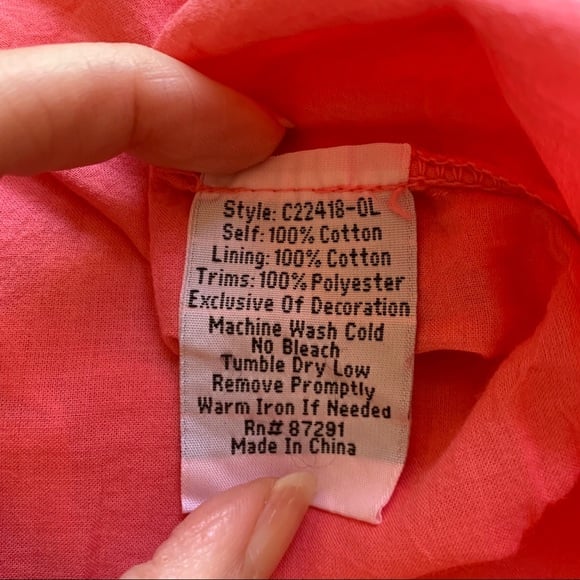 Style: C22418-0L
Self: 100% Cotton
Lining: 100% Cotton
Trims: 100% Polyester
Exclusive Of Decoration
Machine Wash Cold
No Bleach
Tumble Dry Low
Remove Promptly
Warm Iron If Needed
Rn# 87291
Made In China